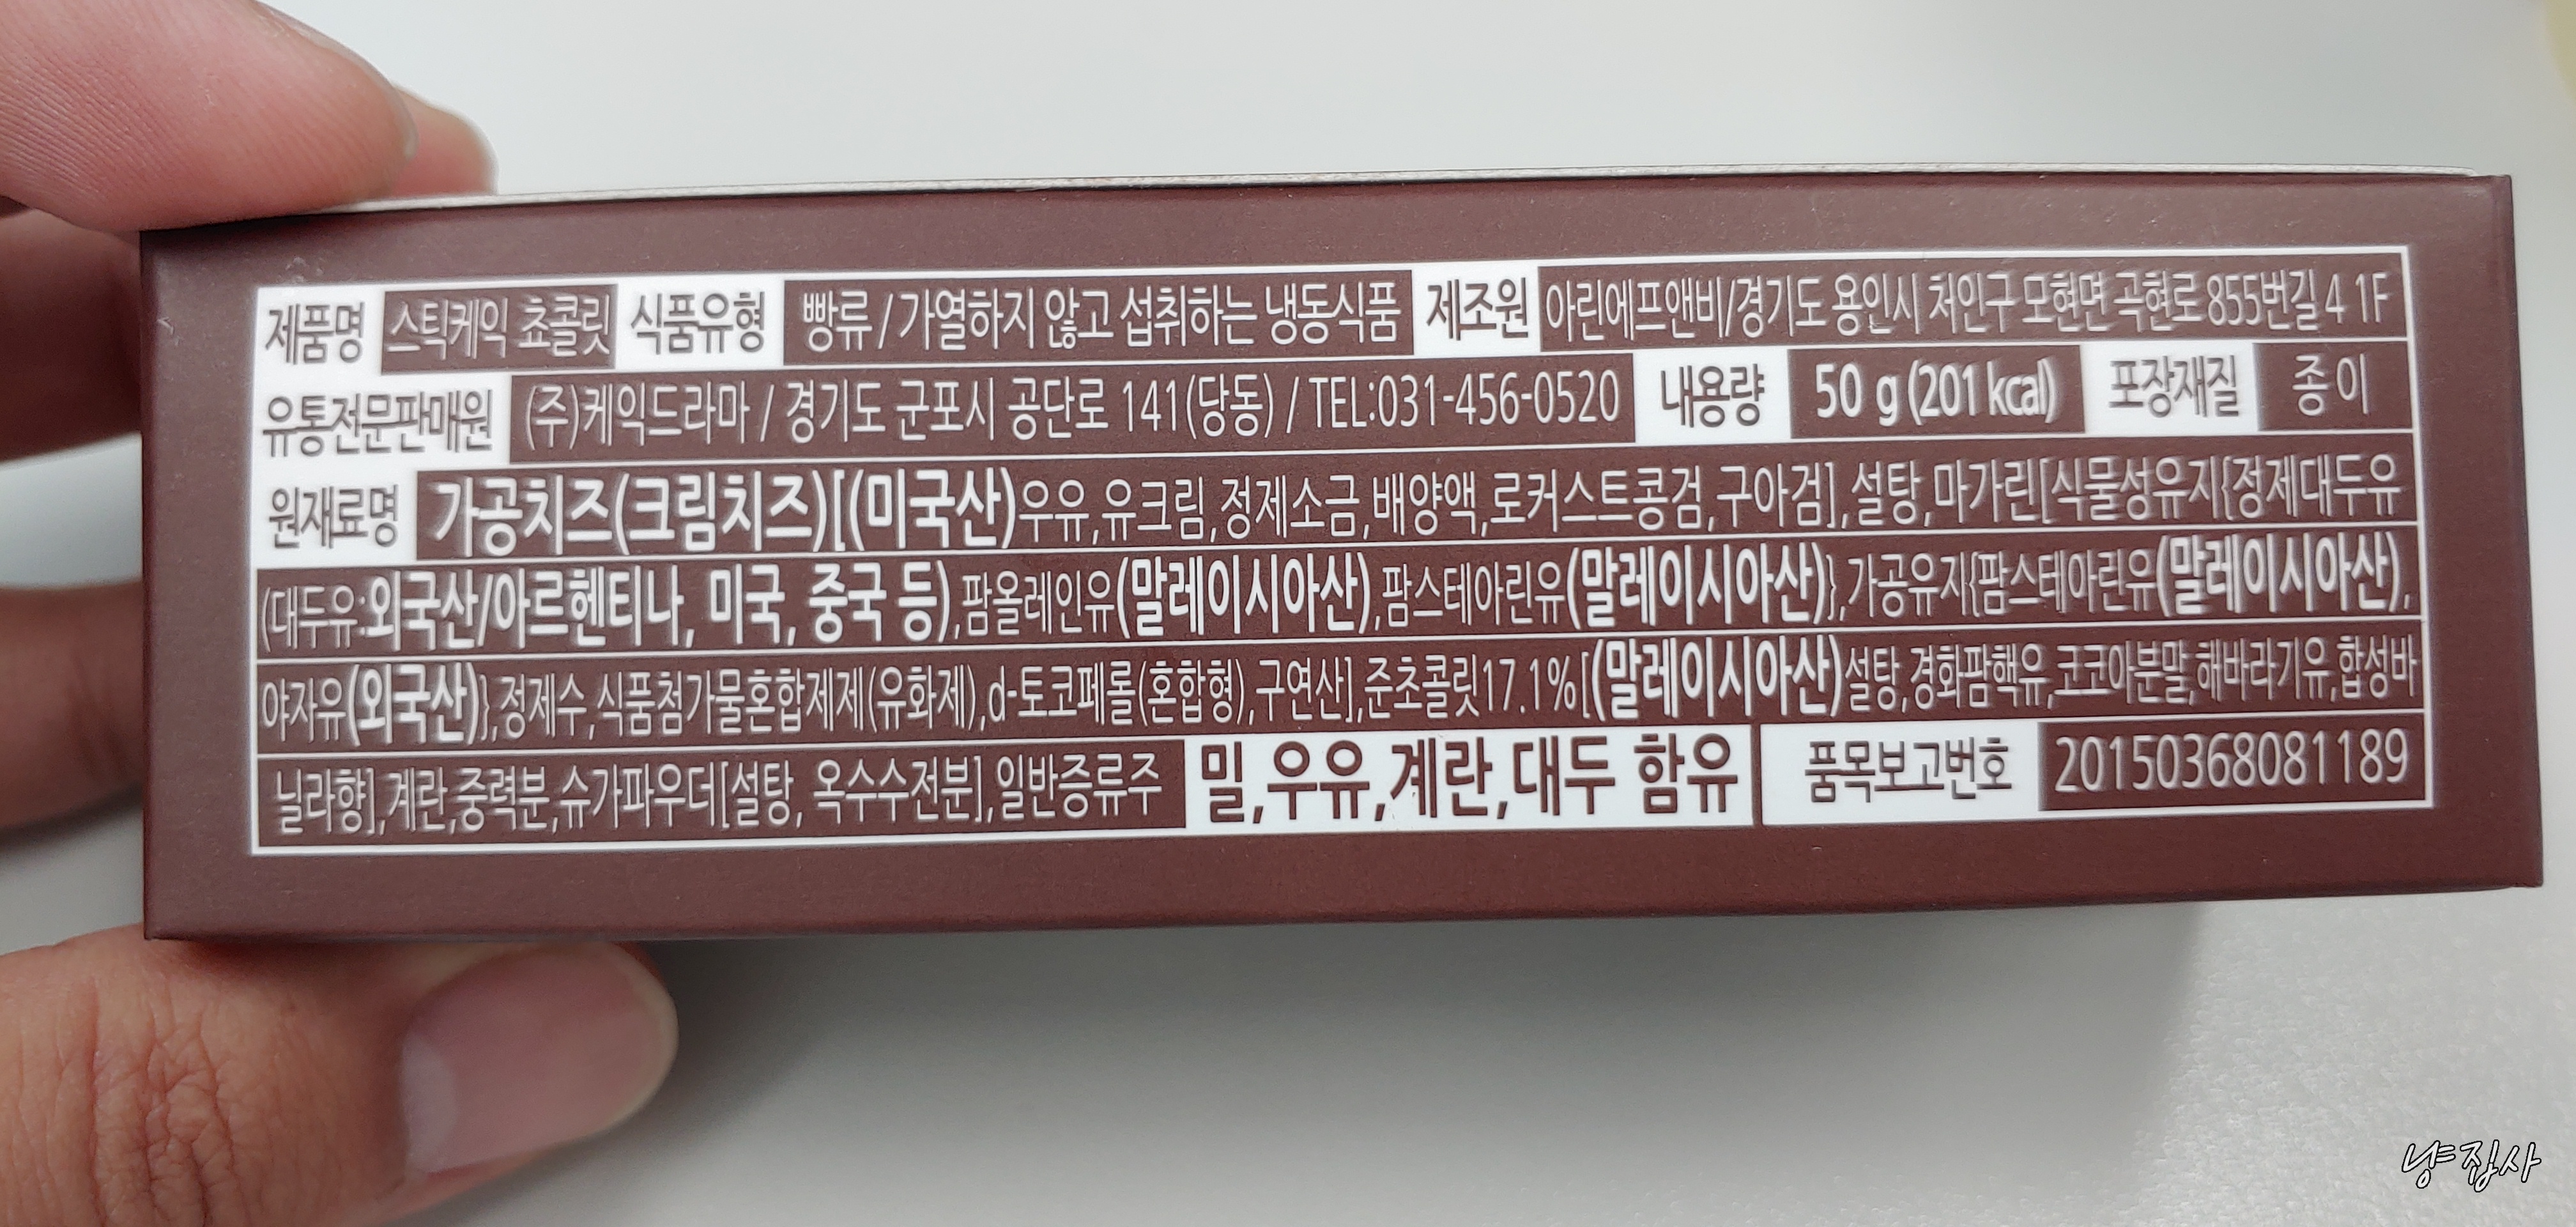 제품명 스틱케익 쵸콜릿 식품유형 빵류 / 가열하지 않고 섭취하는 냉동식품 제조원 아린에프앤비/경기도 용인시 처인구 모현면 곡현로 855번길 4 1F
유통전문판매원 (주)케익드라마 / 경기도 군포시 공단로 141(당동) / TEL:031-456-0520 내용량 50 g (201 kcal) 포장재질 종이
원재료명 가공치즈(크림치즈)[(미국산)우유,유크림,정제소금,배양액,로커스트콩검,구아검],설탕,마가린[식물성유지{정제대두유
(대두유:외국산/아르헨티나, 미국, 중국 등),팜올레인유(말레이시아산),팜스테아린유(말레이시아산)},가공유지{팜스테아린유(말레이시아산),
야자유(외국산)},정제수,식품첨가물혼합제제(유화제),d-토코페롤(혼합형),구연산],준초콜릿17.1%[(말레이시아산)설탕,경화팜핵유,코코아분말,해바라기유,합성바
닐라향],계란,중력분,슈가파우더[설탕, 옥수수전분],일반증류주 밀,우유,계란,대두 함유 품목보고번호 20150368081189
냥집사